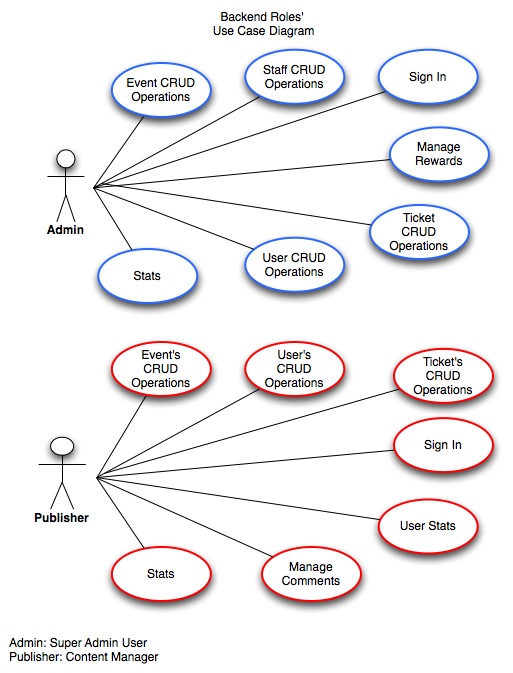 Backend Roles'
Use Case Diagram
Event CRUD
Operations
Staff CRUD
Operations
Sign In
Manage
Rewards
Admin
Ticket
CRUD
Operations
User CRUD
Operations
Stats
Event's
CRUD
Operations
User's
CRUD
Operations
Ticket's
CRUD
Operations
Sign In
Publisher
User Stats
Stats
Manage
Comments
Admin: Super Admin User
Publisher: Content Manager